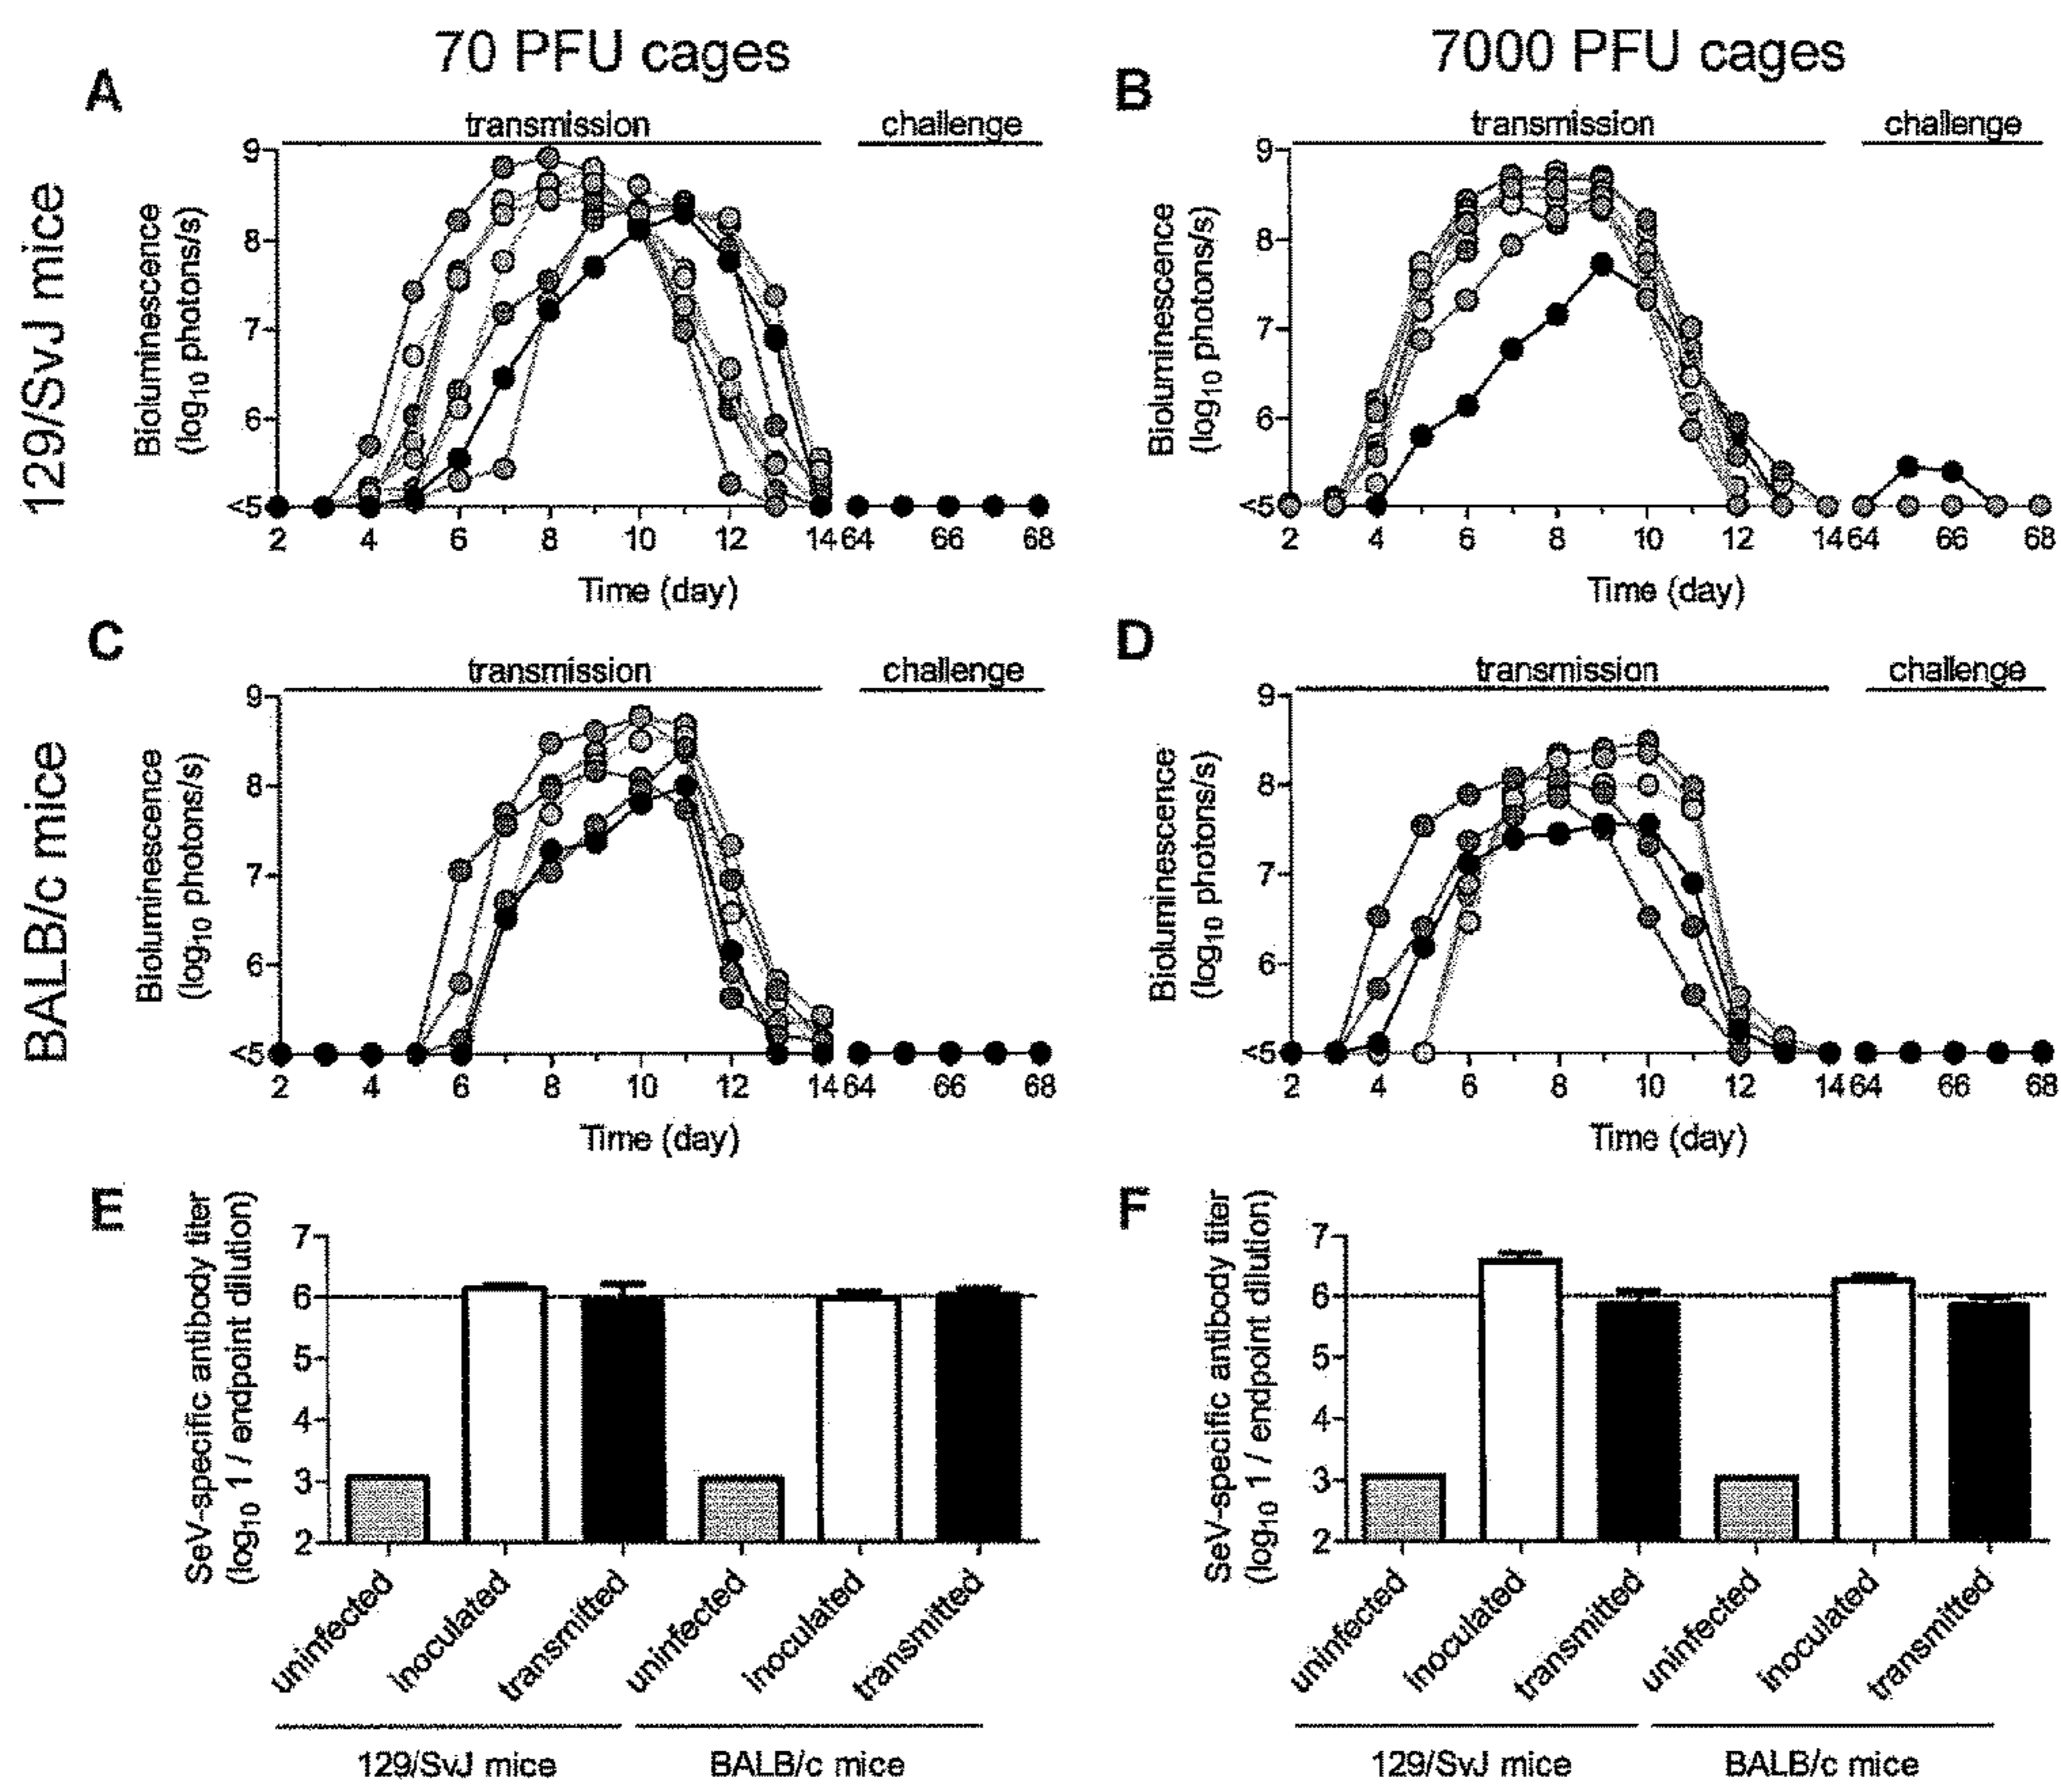 70 PFU cages
7000 PFU cages
129/SvJ mice
BALB/c mice
A
transmission
challenge
Bioluminescence
(log10 photons/s)
9
8
7
6
<5
2 4 6 8 10 12 14 64 66 68
Time (day)
B
transmission
challenge
Bioluminescence
(log10 photons/s)
9
8
7
6
<5
2 4 6 8 10 12 14 64 66 68
Time (day)
C
transmission
challenge
Bioluminescence
(log10 photons/s)
9
8
7
6
<5
2 4 6 8 10 12 14 64 66 68
Time (day)
D
transmission
challenge
Bioluminescence
(log10 photons/s)
9
8
7
6
<5
2 4 6 8 10 12 14 64 66 68
Time (day)
E
SeV-specific antibody titer
(log10 1 / endpoint dilution)
7
6
5
4
3
2
uninfected
inoculated
transmitted
uninfected
inoculated
transmitted
129/SvJ mice
BALB/c mice
F
SeV-specific antibody titer
(log10 1 / endpoint dilution)
7
6
5
4
3
2
uninfected
inoculated
transmitted
uninfected
inoculated
transmitted
129/SvJ mice
BALB/c mice